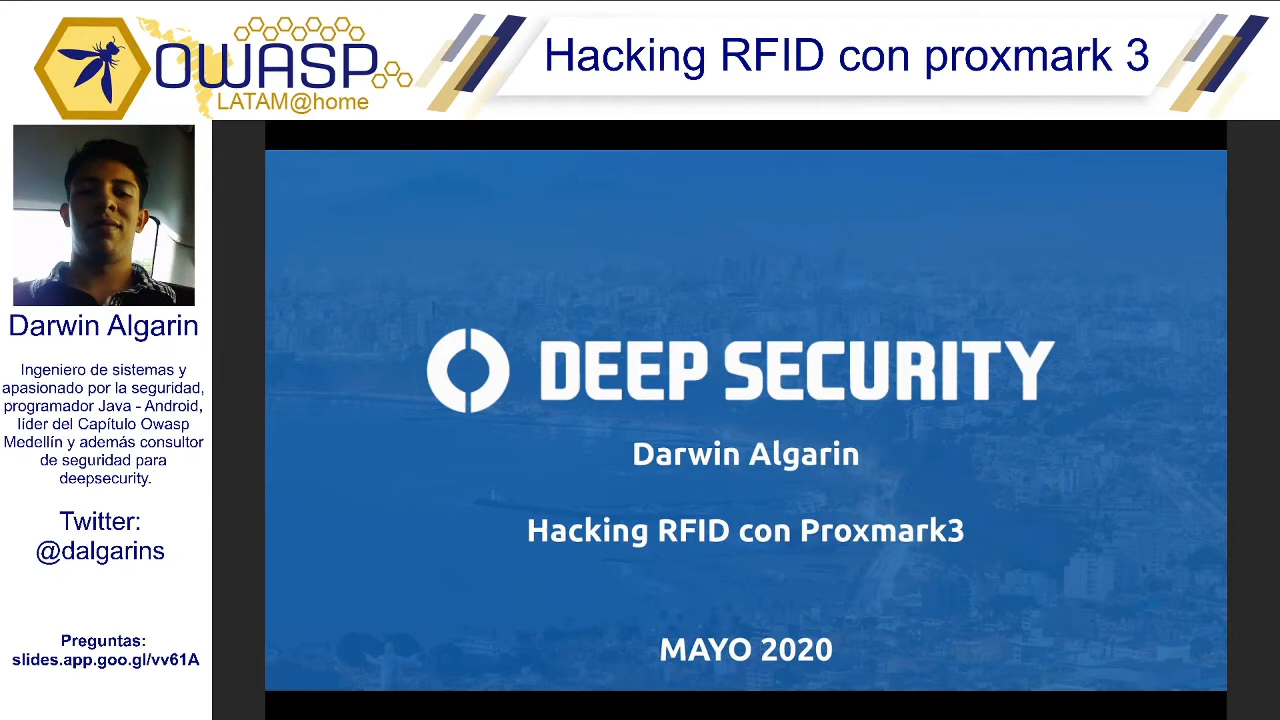 OWASP
LATAM@home
Hacking RFID con proxmark 3
Darwin Algarin
Ingeniero de sistemas y
apasionado por la seguridad,
programador Java - Android,
líder del Capítulo Owasp
Medellín y además consultor
de seguridad para
deepsecurity.
Twitter:
@dalgarins
Preguntas:
slides.app.goo.gl/vv61A
DEEP SECURITY
Darwin Algarin
Hacking RFID con Proxmark3
MAYO 2020